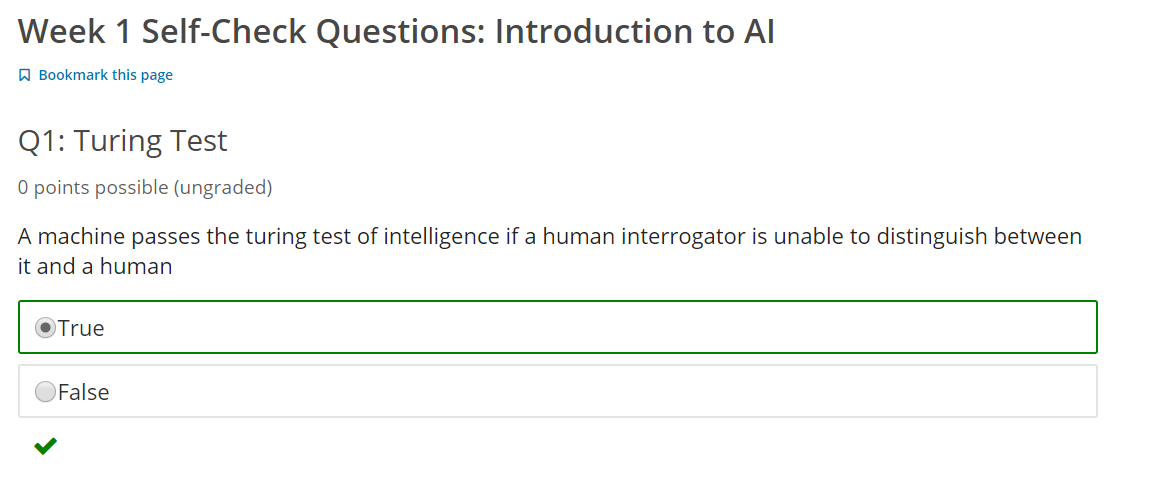 Week 1 Self-Check Questions: Introduction to AI
Bookmark this page
Q1: Turing Test
0 points possible (ungraded)
A machine passes the turing test of intelligence if a human interrogator is unable to distinguish between
it and a human
True
False